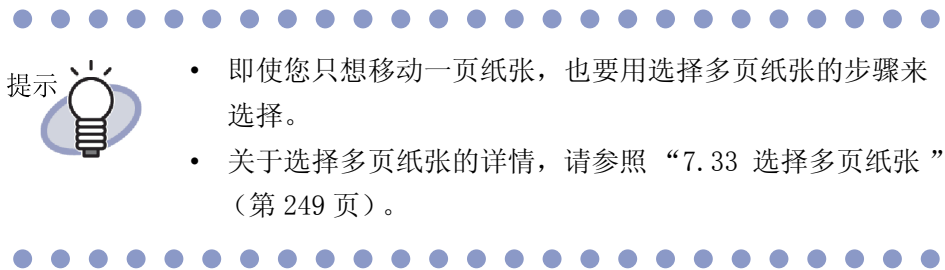 提示
• 即使您只想移动一页纸张，也要用选择多页纸张的步骤来
选择。
• 关于选择多页纸张的详情，请参照 “7.33 选择多页纸张 ”
（第 249 页）。